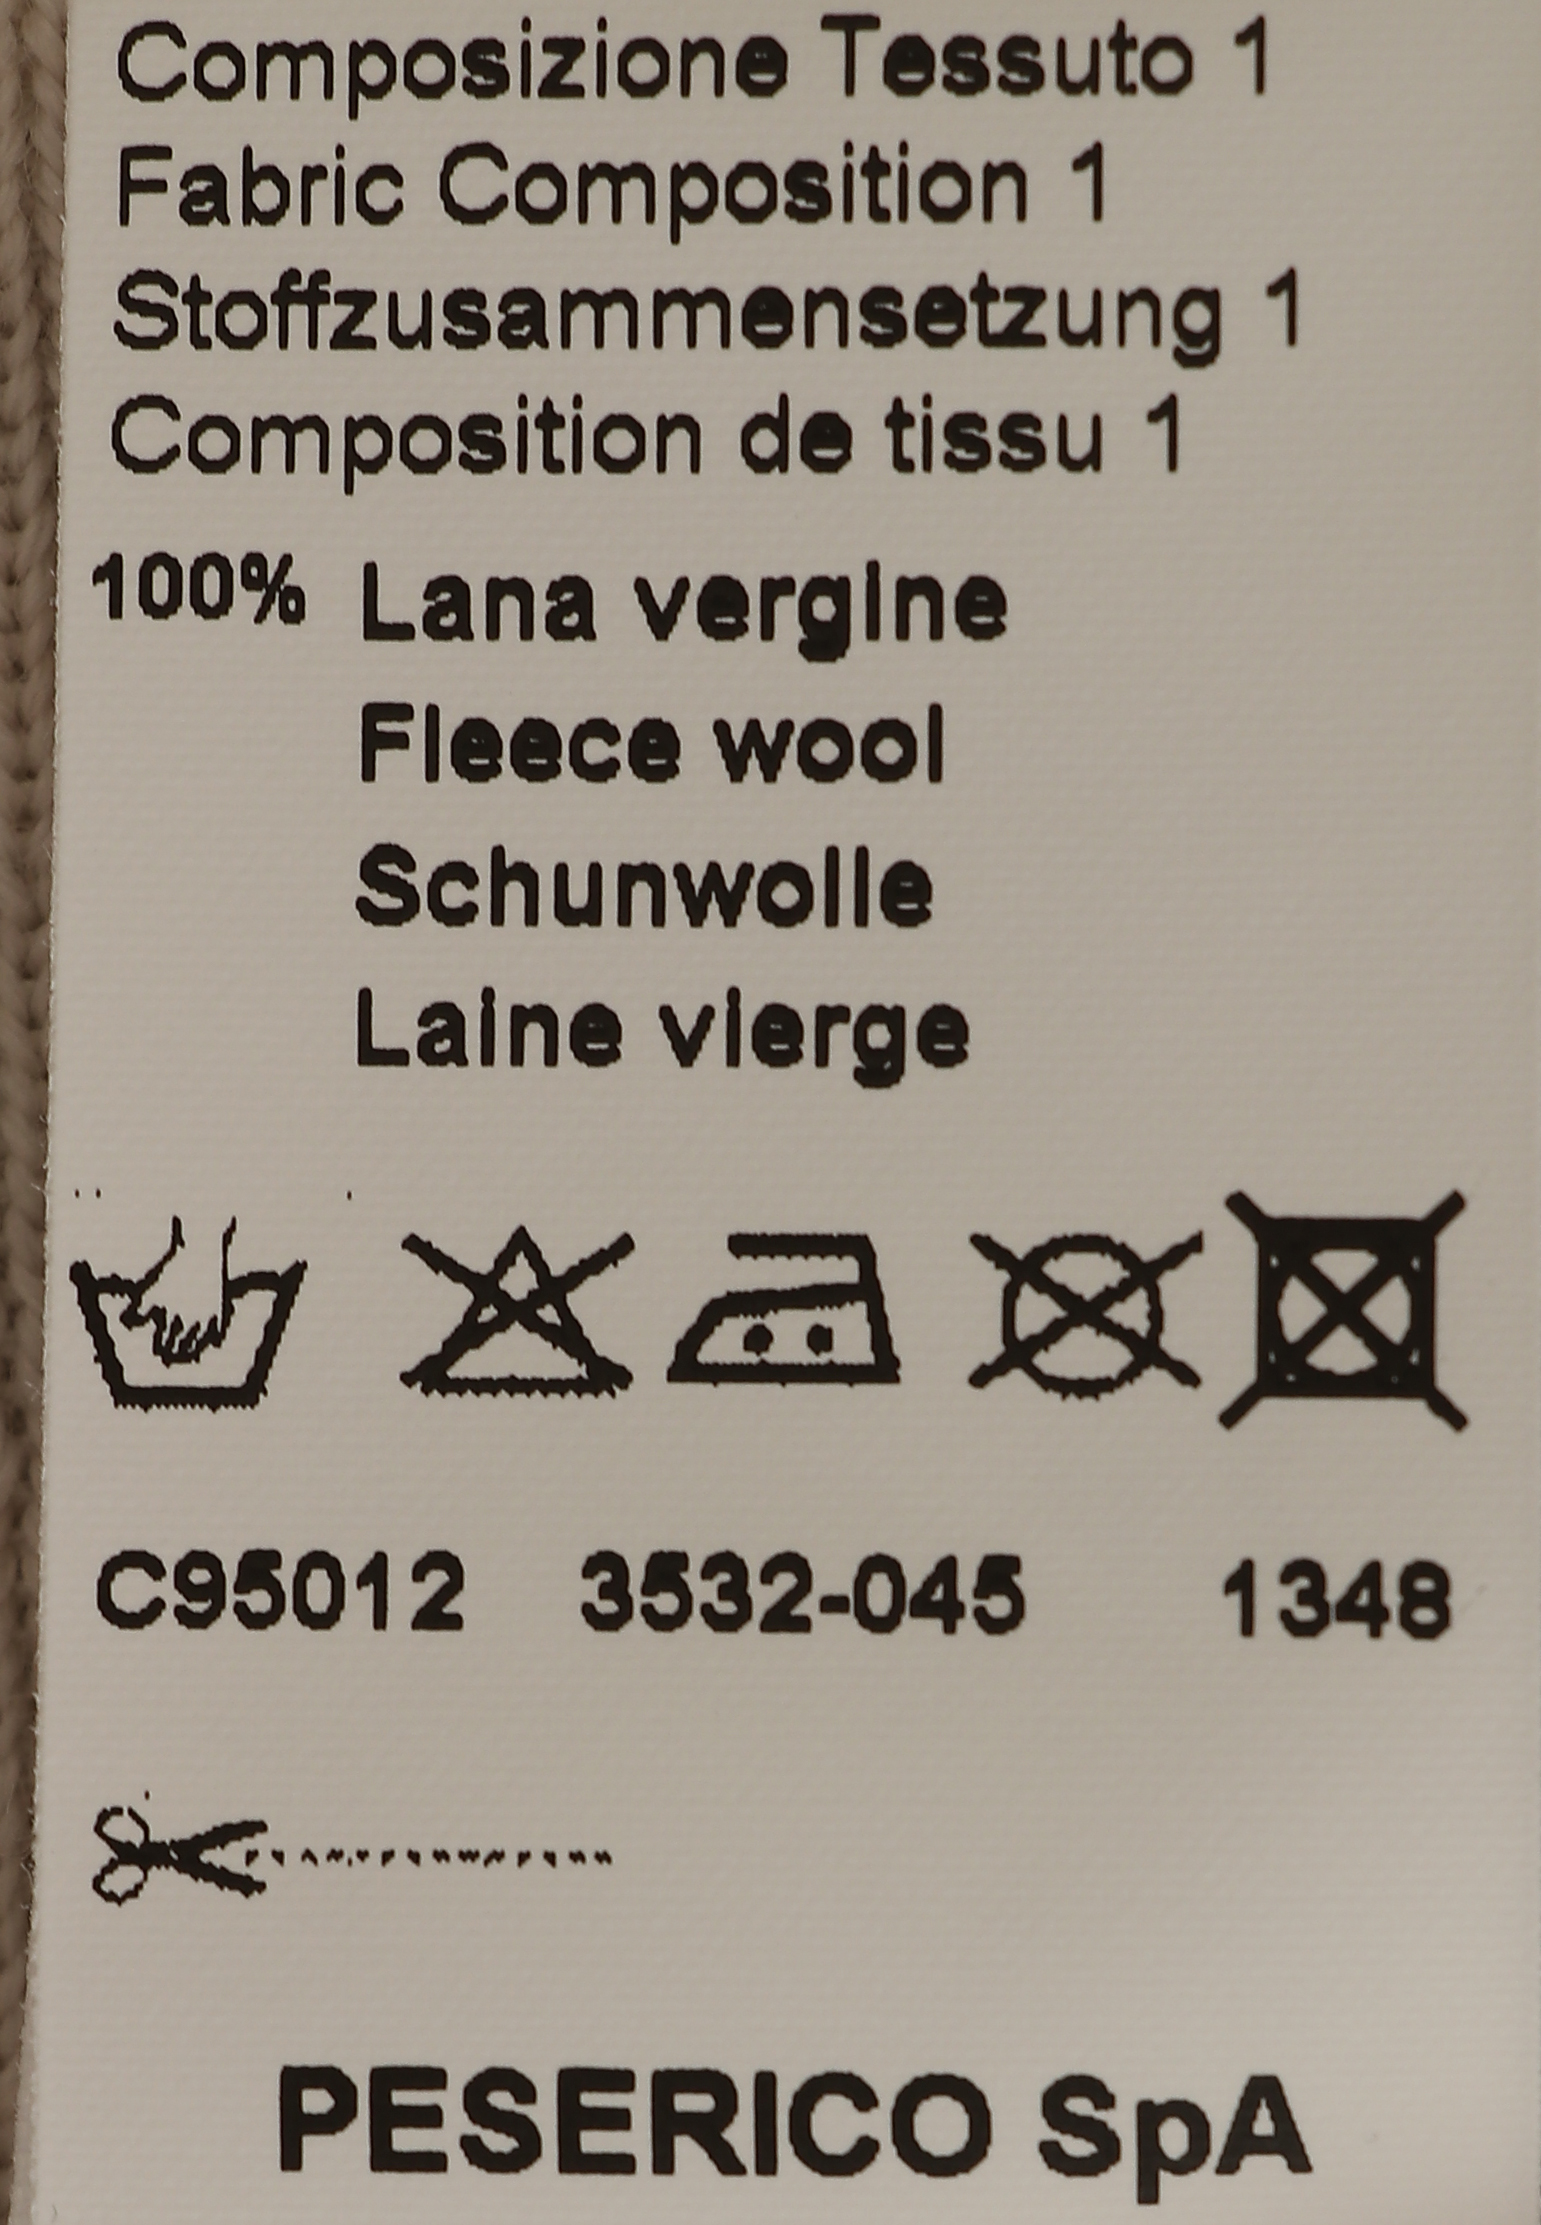 Composizione Tessuto 1
Fabric Composition 1
Stoffzusammensetzung 1
Composition de tissu 1
100% Lana vergine
Fleece wool
Schunwolle
Laine vierge
C95012 3532-045 1348
PESERICO SpA